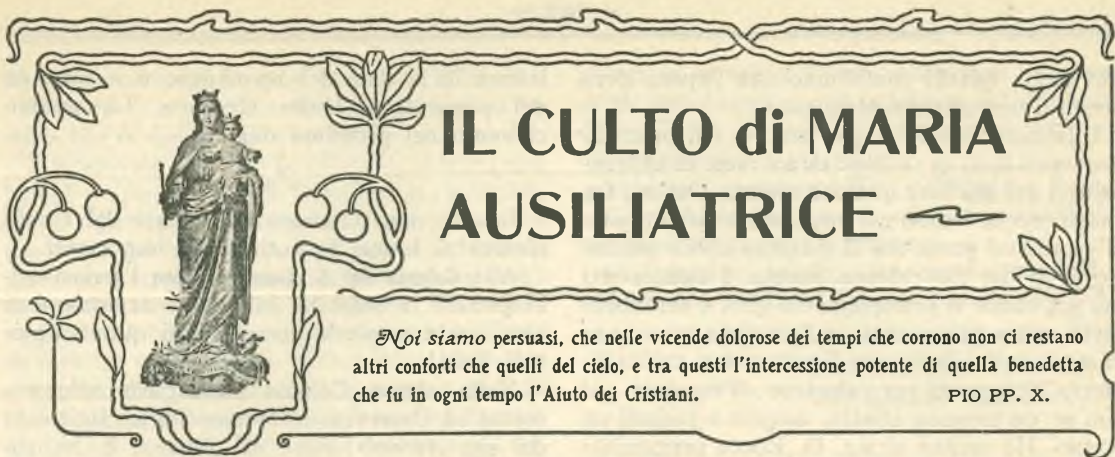 IL CULTO di MARIA
AUSILIATRICE
Noi siamo persuasi, che nelle vicende dolorose dei tempi che corrono non ci restano
altri conforti che quelli del cielo, e tra questi l'intercessione potente di quella benedetta
che fu in ogni tempo l'Aiuto dei Cristiani. PIO PP. X.